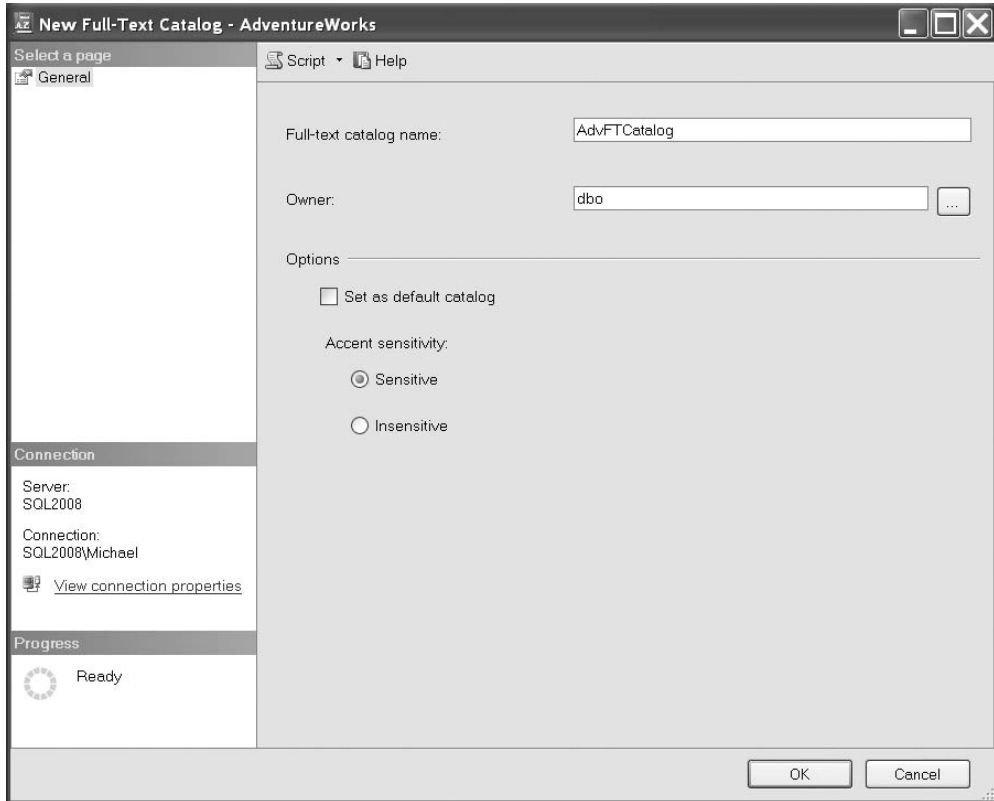 New Full-Text Catalog - AdventureWorks
Select a page
General
Script
Help
Full-text catalog name:
AdvFTCatalog
Owner:
dbo
...
Options
Set as default catalog
Accent sensitivity:
Sensitive
Insensitive
Connection
Server:
SQL2008
Connection:
SQL2008\Michael
View connection properties
Progress
Ready
OK
Cancel